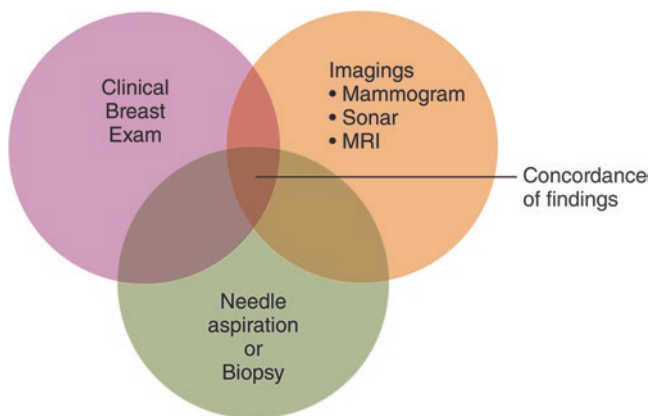 Clinical
Breast
Exam
Imagings
• Mammogram
• Sonar
• MRI
Concordance
of findings
Needle
aspiration
or
Biopsy